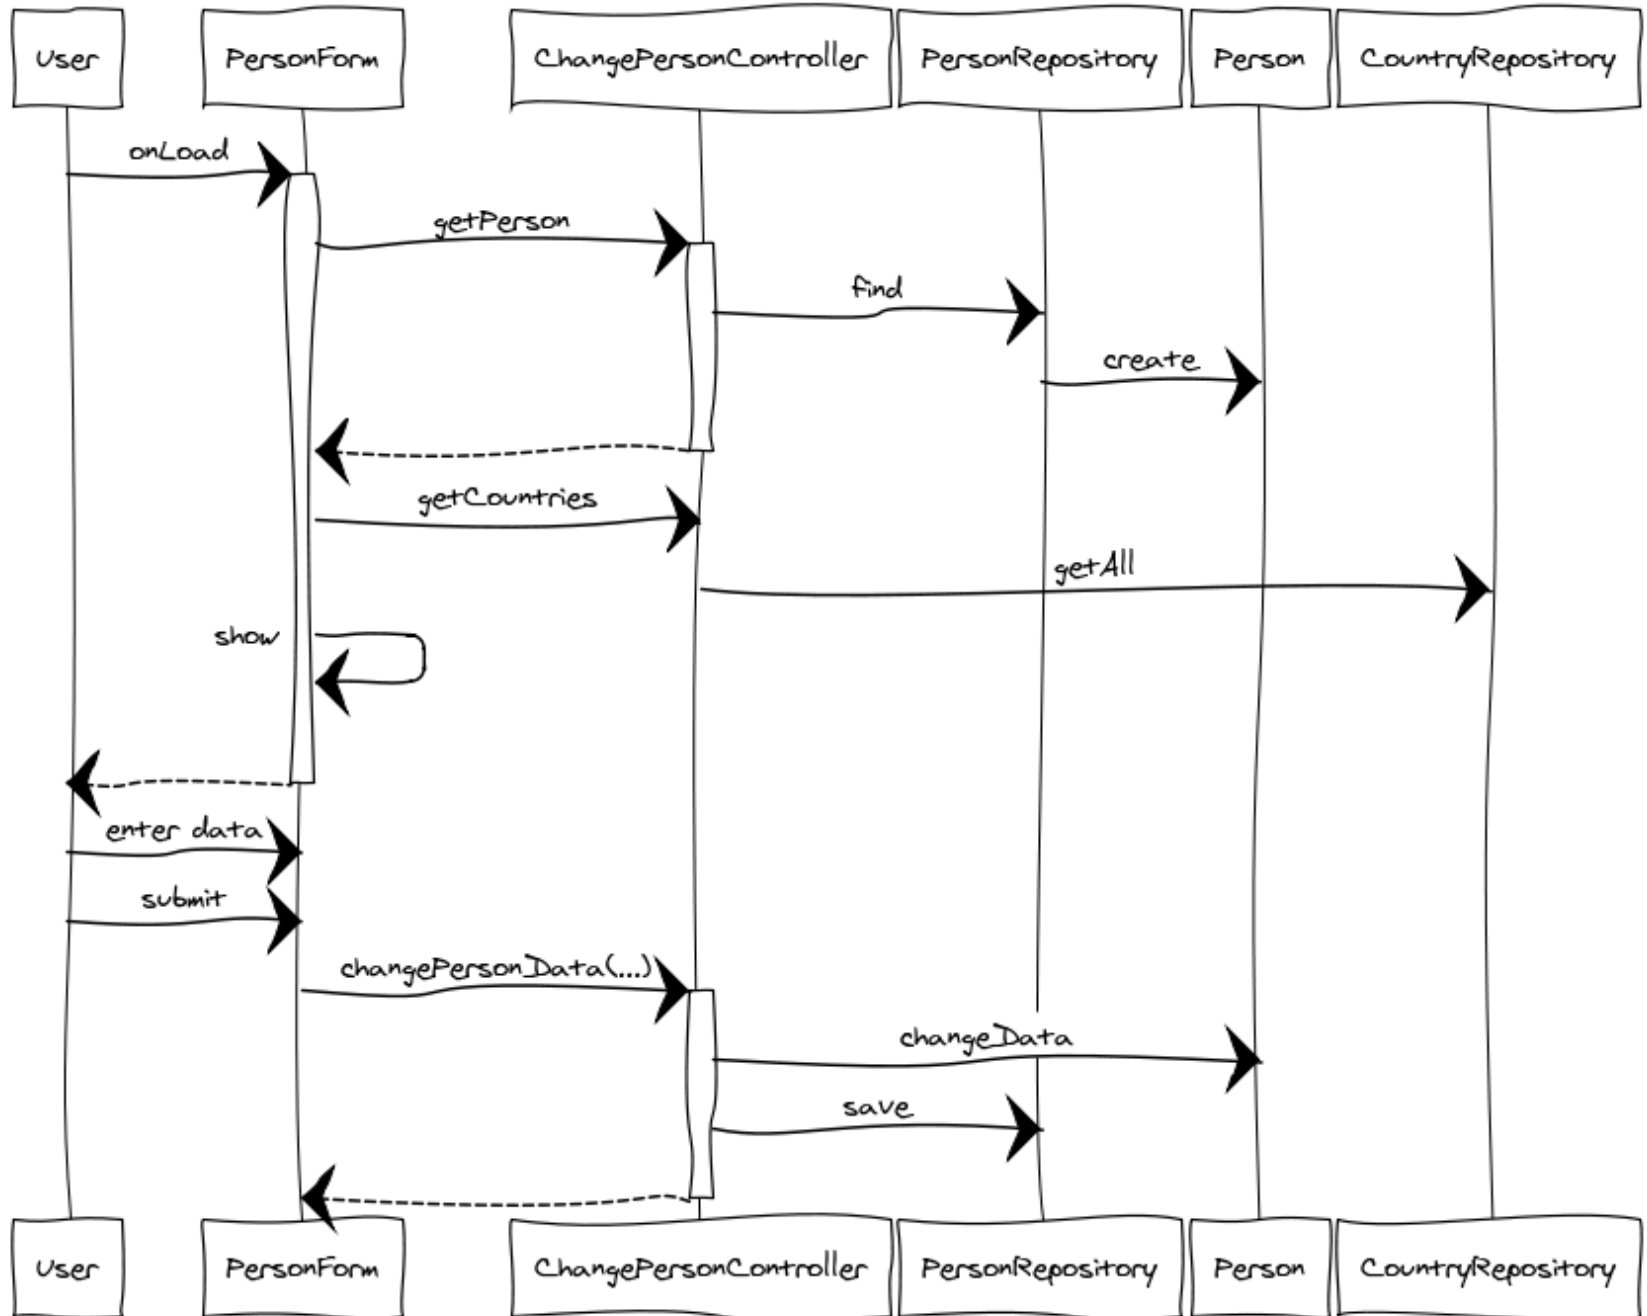 User
PersonForm
ChangePersonController
PersonRepository
Person
CountryRepository
onLoad
getPerson
find
create
getCountries
getAll
show
enter data
submit
changePersonData(...)
changeData
save
User
PersonForm
ChangePersonController
PersonRepository
Person
CountryRepository